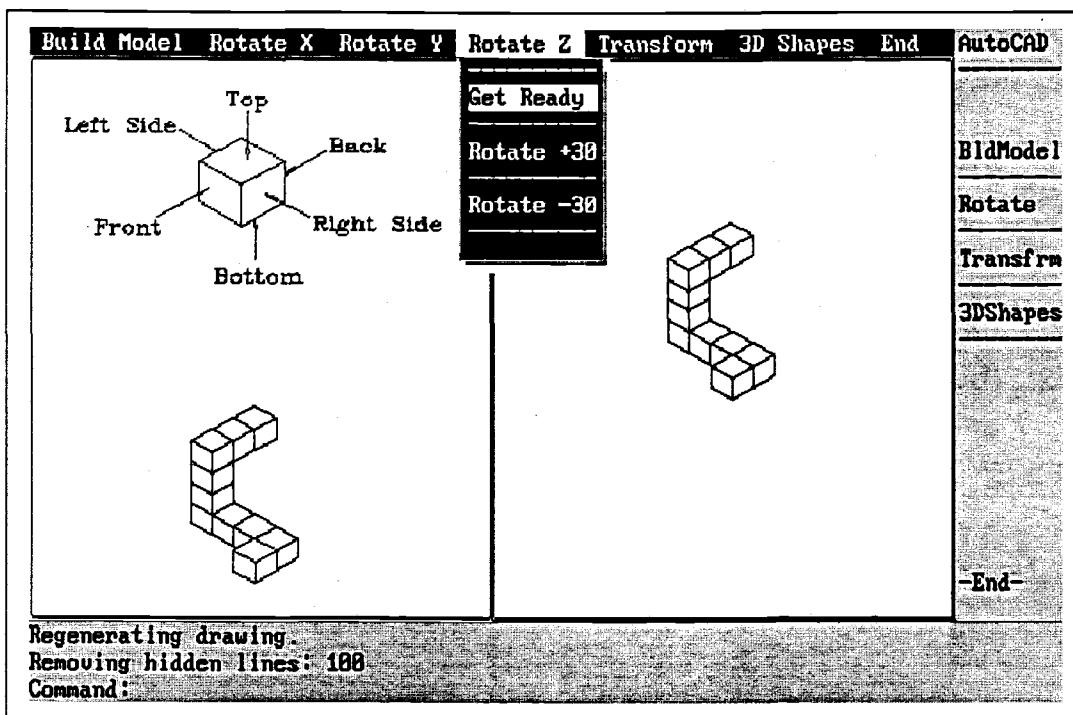 Build Model Rotate X Rotate Y Rotate Z Transform 3D Shapes End
AutoCAD
Get Ready
Rotate +30
Rotate -30
Top
Left Side
Back
Front
Right Side
Bottom
BldModel
Rotate
Transfrm
3DShapes
-End-
Regenerating drawing.
Removing hidden lines: 100
Command: